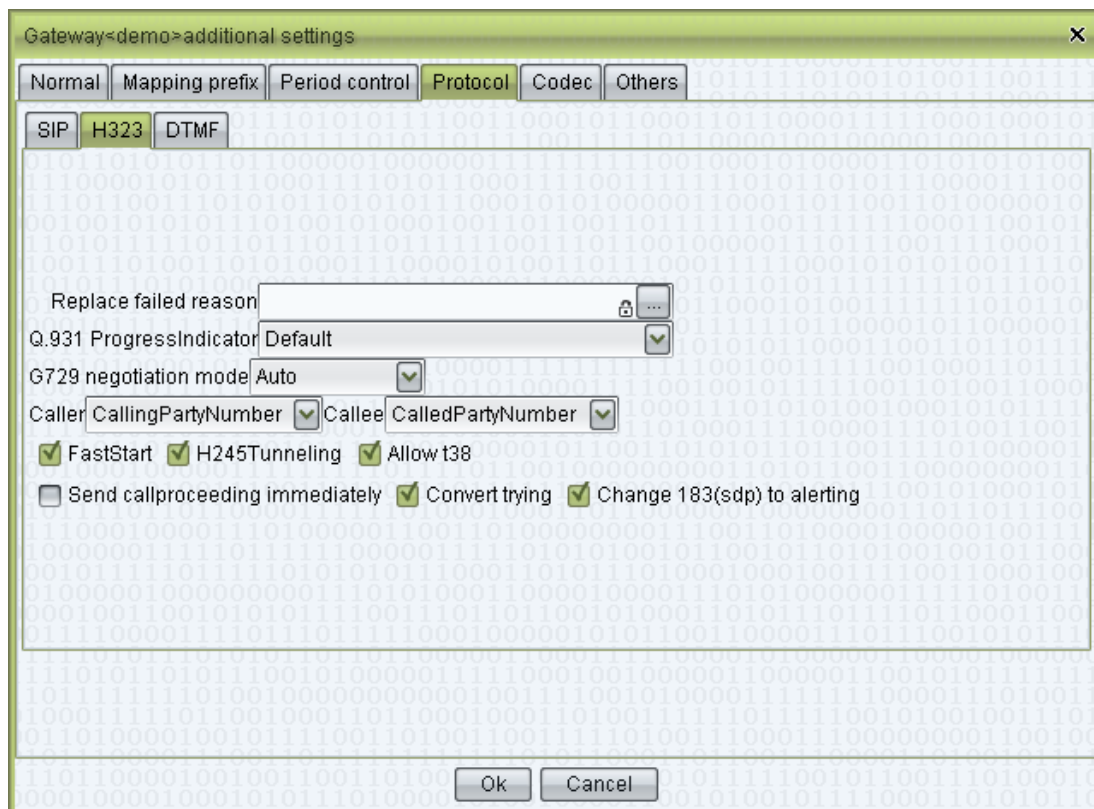 Gateway<demo>additional settings
Normal Mapping prefix Period control Protocol Codec Others
SIP H323 DTMF
Replace failed reason ...
Q.931 ProgressIndicator Default
G729 negotiation mode Auto
Caller CallingPartyNumber Callee CalledPartyNumber
FastStart H245Tunneling Allow t38
Send callproceeding immediately Convert trying Change 183(sdp) to alerting
Ok Cancel